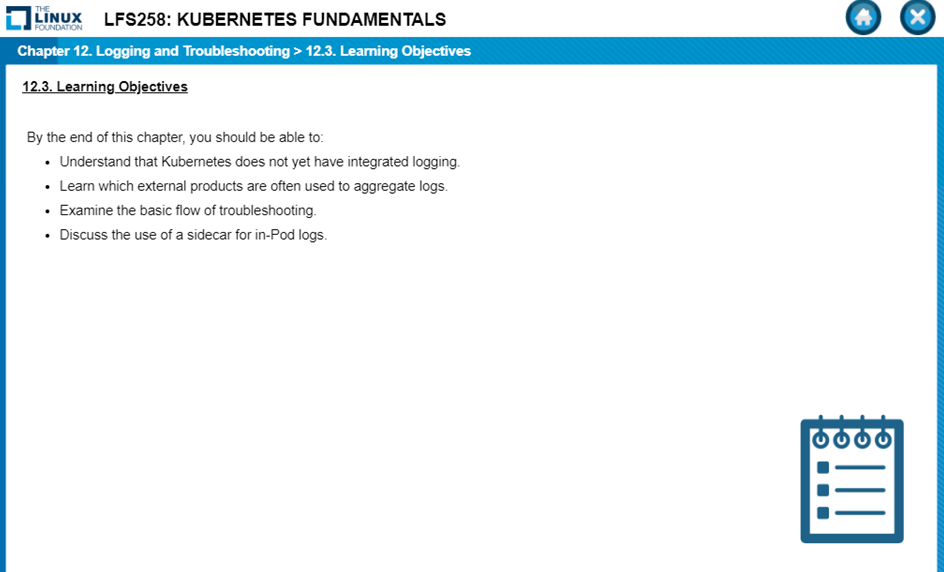 THE
LINUX
FOUNDATION
LFS258: KUBERNETES FUNDAMENTALS
Chapter 12. Logging and Troubleshooting > 12.3. Learning Objectives
12.3. Learning Objectives
By the end of this chapter, you should be able to:
• Understand that Kubernetes does not yet have integrated logging.
• Learn which external products are often used to aggregate logs.
• Examine the basic flow of troubleshooting.
• Discuss the use of a sidecar for in-Pod logs.